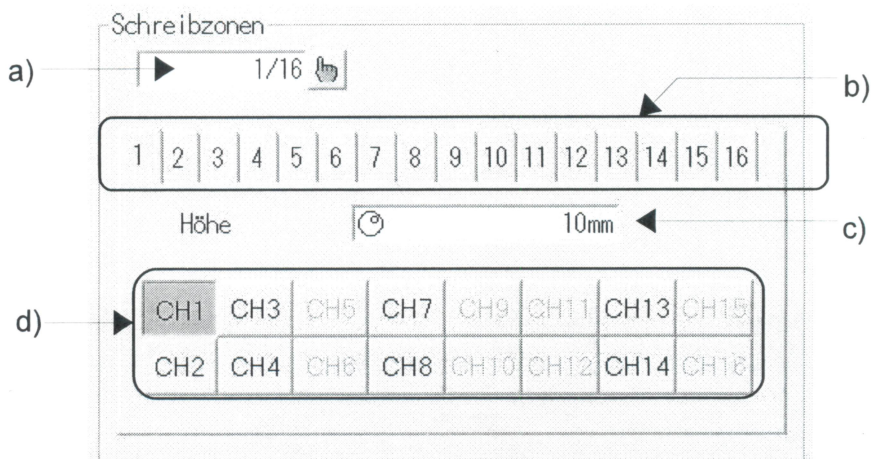 Schreibzonen
a) 1/16
b)
1 2 3 4 5 6 7 8 9 10 11 12 13 14 15 16
Höhe 10mm c)
d)
CH1 CH3 CH5 CH7 CH9 CH11 CH13 CH15
CH2 CH4 CH6 CH8 CH10 CH12 CH14 CH16